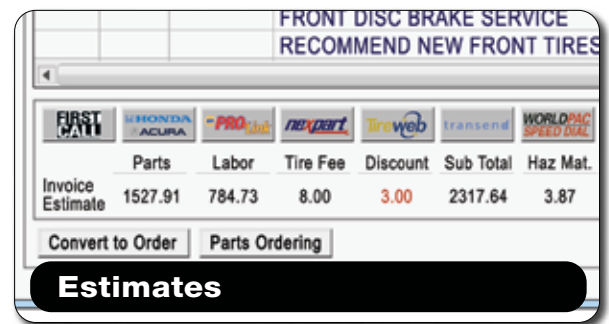 FRONT DISC BRAKE SERVICE
RECOMMEND NEW FRONT TIRES
FIRST CALL HONDA ACURA PROLink nexpart Tireweb transend WORLDPAC SPEED DIAL
Parts Labor Tire Fee Discount Sub Total Haz Mat.
Invoice Estimate 1527.91 784.73 8.00 3.00 2317.64 3.87
Convert to Order Parts Ordering
Estimates